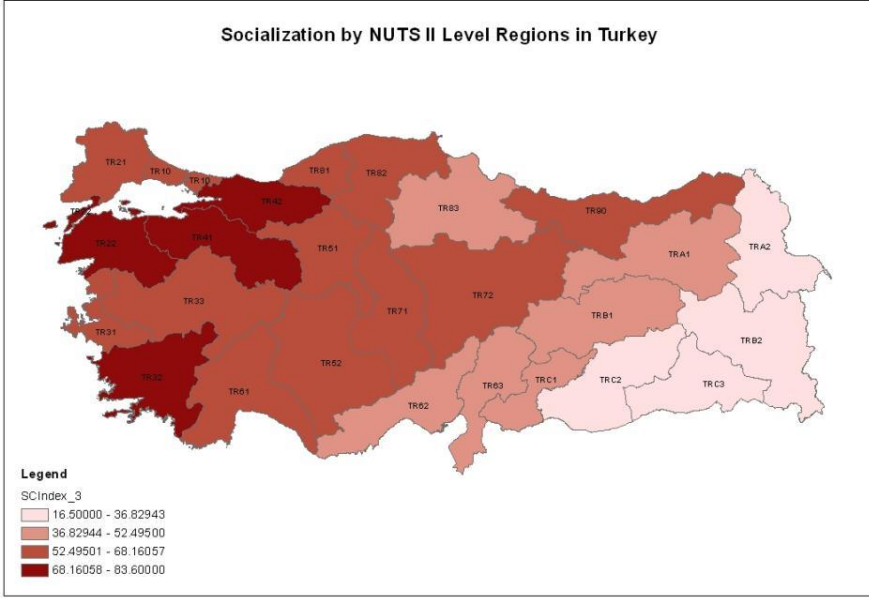 Socialization by NUTS II Level Regions in Turkey
TR21
TR10
TR10
TR81
TR82
TR42
TR83
TR90
TRA2
TR22
TR22
TR41
TR51
TRA1
TR33
TR71
TR72
TRB1
TR31
TRB2
TR32
TR52
TR61
TR62
TR63
TRC1
TRC2
TRC3
Legend
SCIndex_3
16.50000 - 36.82943
36.82944 - 52.49500
52.49501 - 68.16057
68.16058 - 83.60000